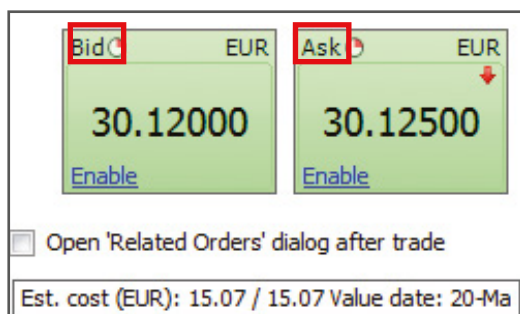 Bid EUR Ask EUR
30.12000 30.12500
Enable Enable
Open 'Related Orders' dialog after trade
Est. cost (EUR): 15.07 / 15.07 Value date: 20-Ma